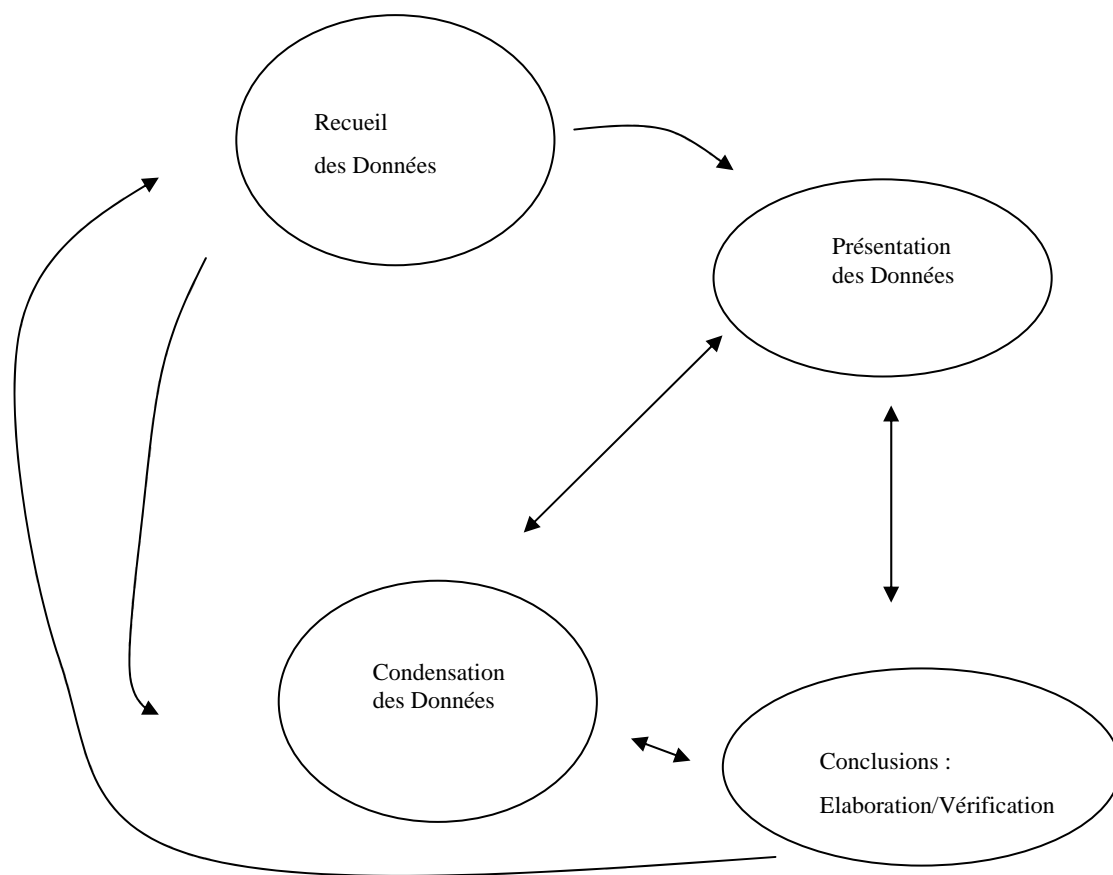 Recueil
des Données
Présentation
des Données
Condensation
des Données
Conclusions :
Elaboration/Vérification